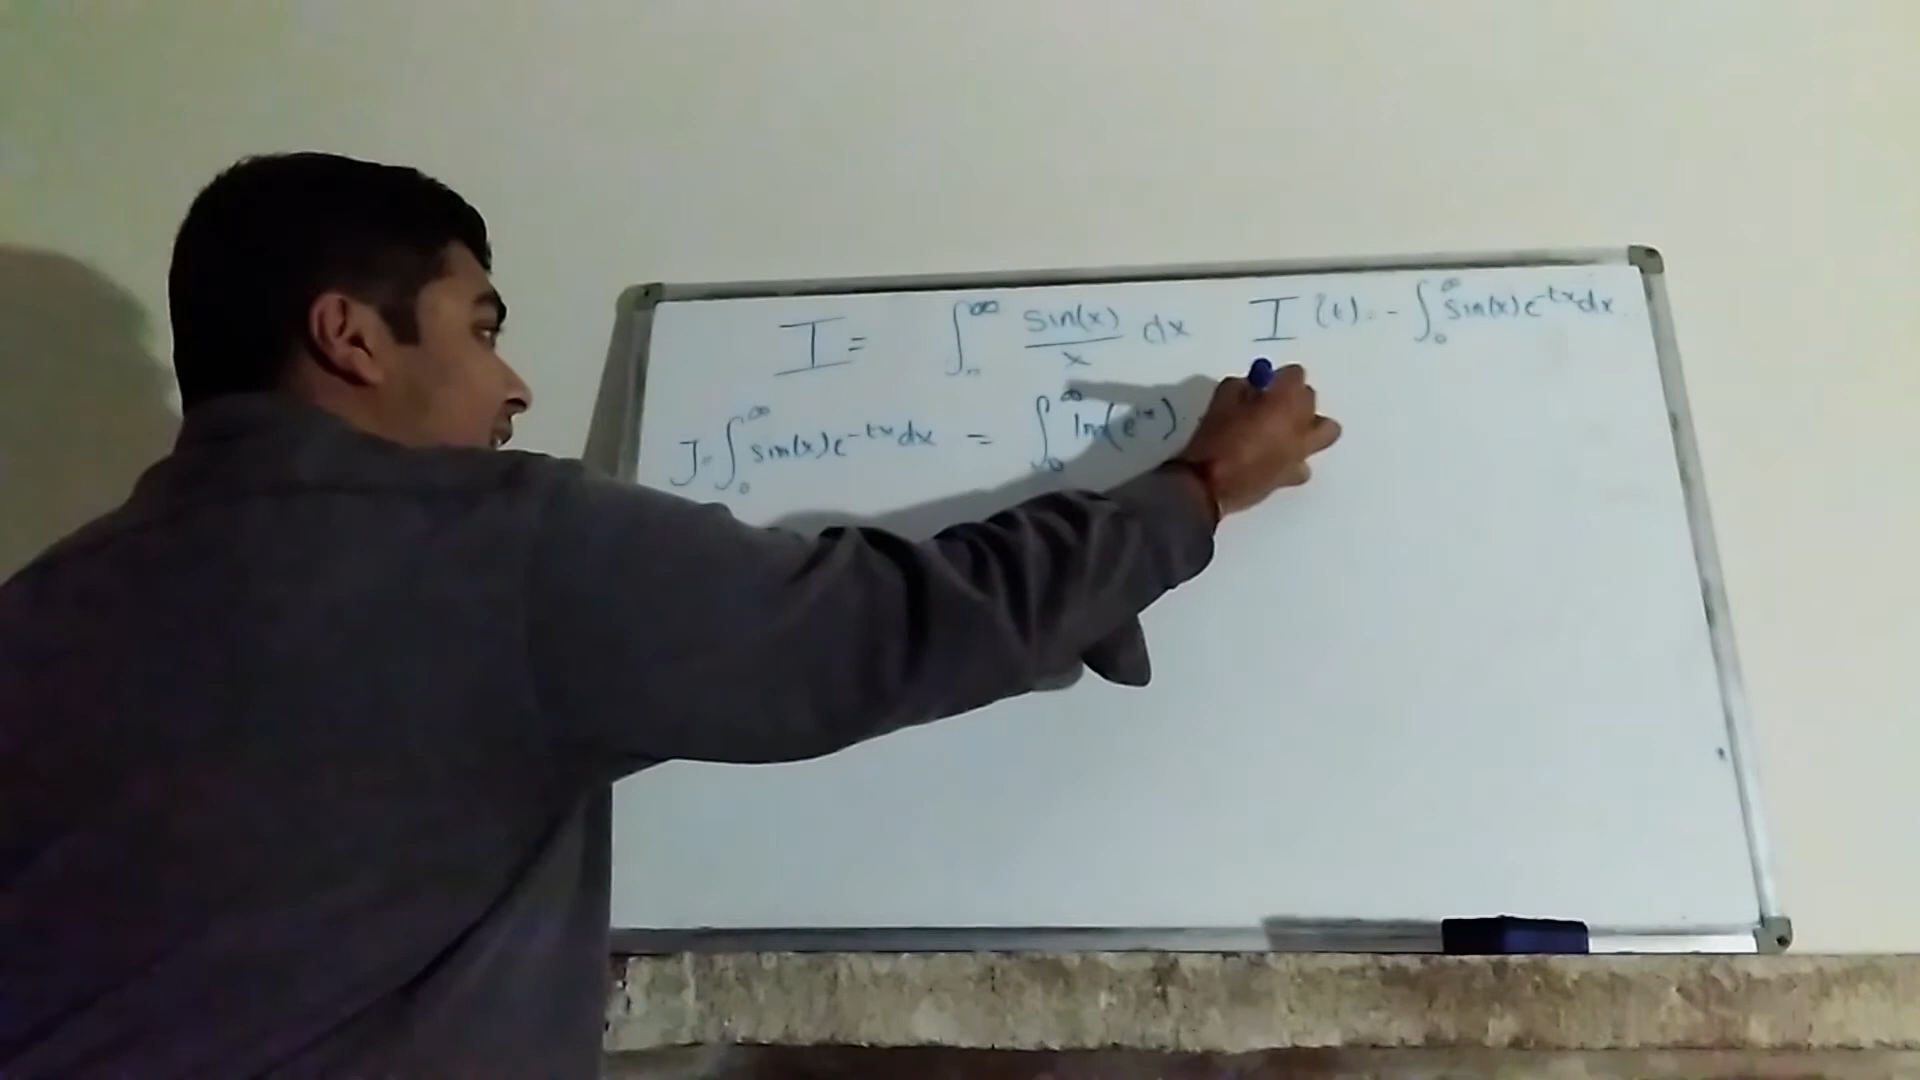 I = ∫₀^∞ sin(x)/x dx I'(t) = - ∫₀^∞ sin(x) e^-tx dx
J = ∫₀^∞ sin(x) e^-tx dx = ∫₀^∞ Im(e^ix) ·